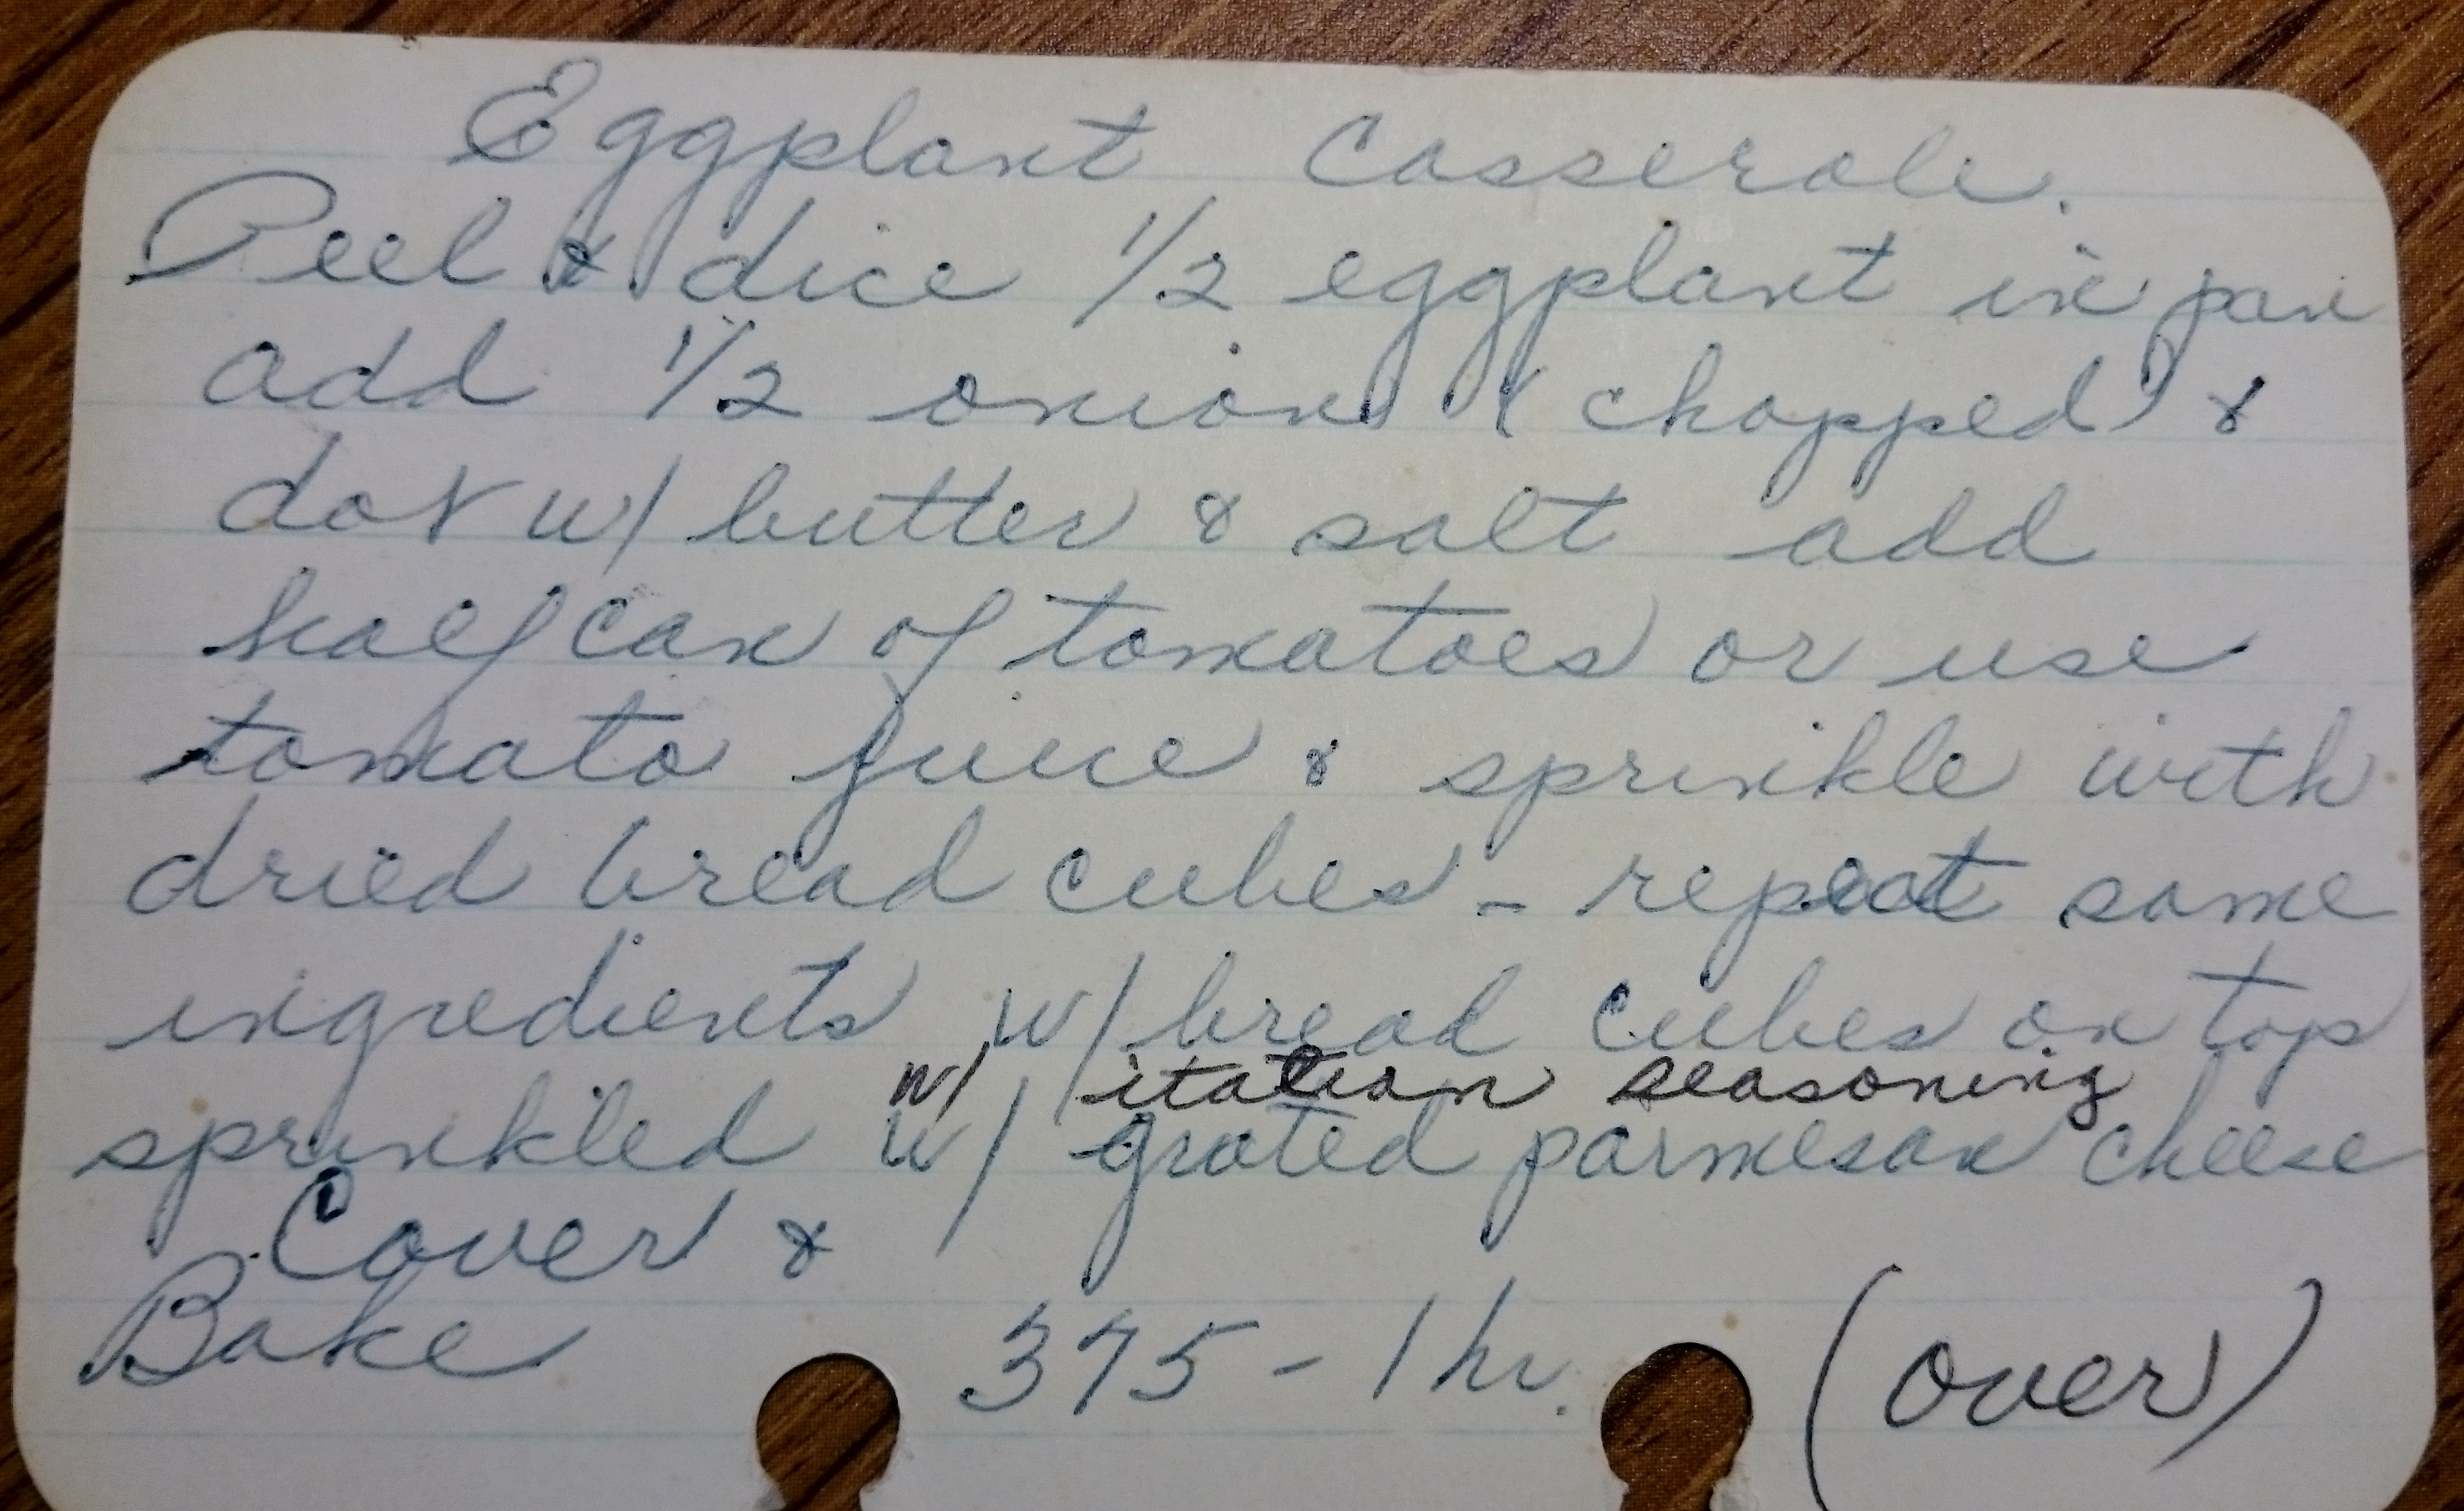 Eggplant Casserole.
Peel & dice 1/2 eggplant in pan
add 1/2 onion (chopped) &
dot w/ butter & salt add
half can of tomatoes or use
tomato juice & sprinkle with
dried bread cubes - repeat same
ingredients w/ bread cubes on top
w/ italian seasoning
sprinkled w/ grated parmesan cheese
Cover &
Bake 375 - 1 hr. (over)